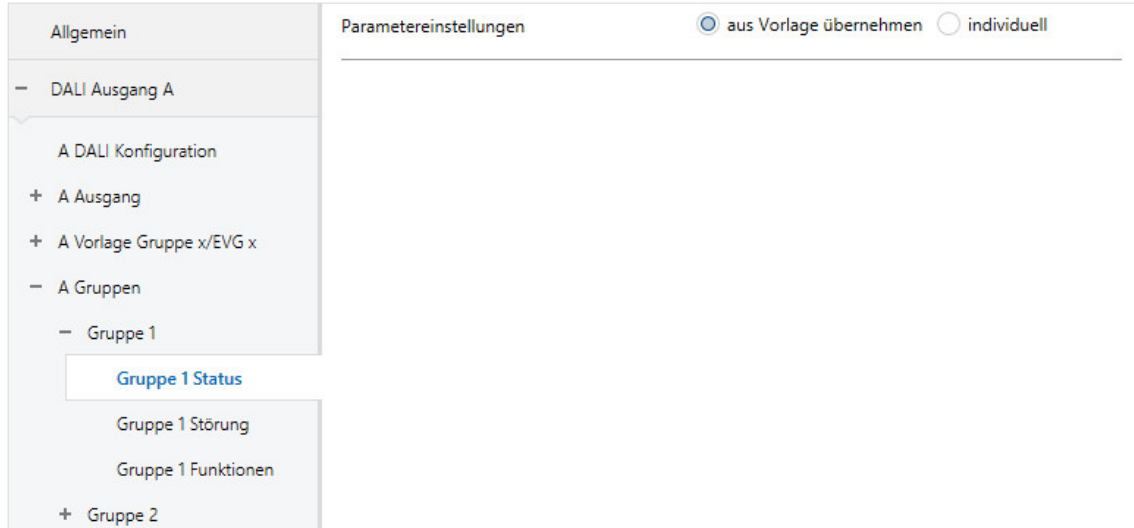 Allgemein
DALI Ausgang A
A DALI Konfiguration
+ A Ausgang
+ A Vorlage Gruppe x/EVG x
− A Gruppen
− Gruppe 1
Gruppe 1 Status
Gruppe 1 Störung
Gruppe 1 Funktionen
+ Gruppe 2
Parametereinstellungen aus Vorlage übernehmen individuell